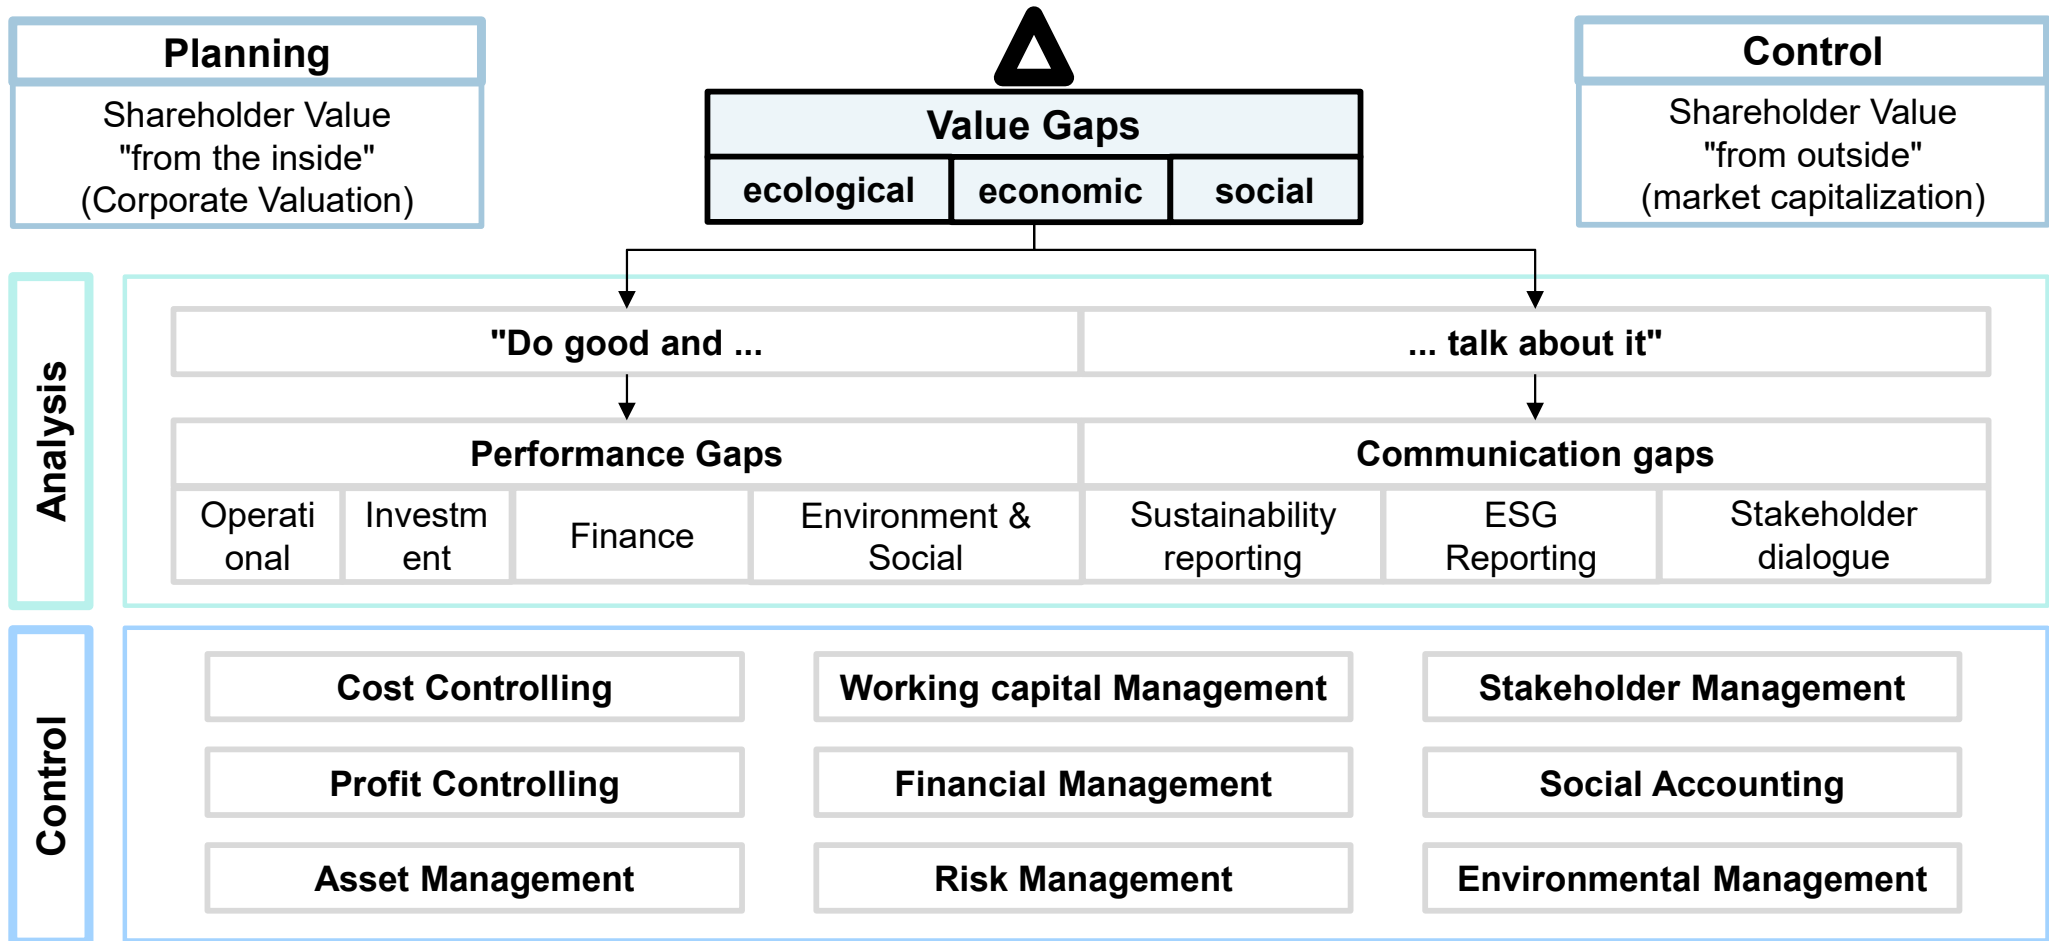 Planning
Shareholder Value
"from the inside"
(Corporate Valuation)
Value Gaps
ecological
economic
social
Control
Shareholder Value
"from outside"
(market capitalization)
Analysis
"Do good and ...
... talk about it"
Performance Gaps
Communication gaps
Operati
onal
Investm
ent
Finance
Environment &
Social
Sustainability
reporting
ESG
Reporting
Stakeholder
dialogue
Control
Cost Controlling
Working capital Management
Stakeholder Management
Profit Controlling
Financial Management
Social Accounting
Asset Management
Risk Management
Environmental Management